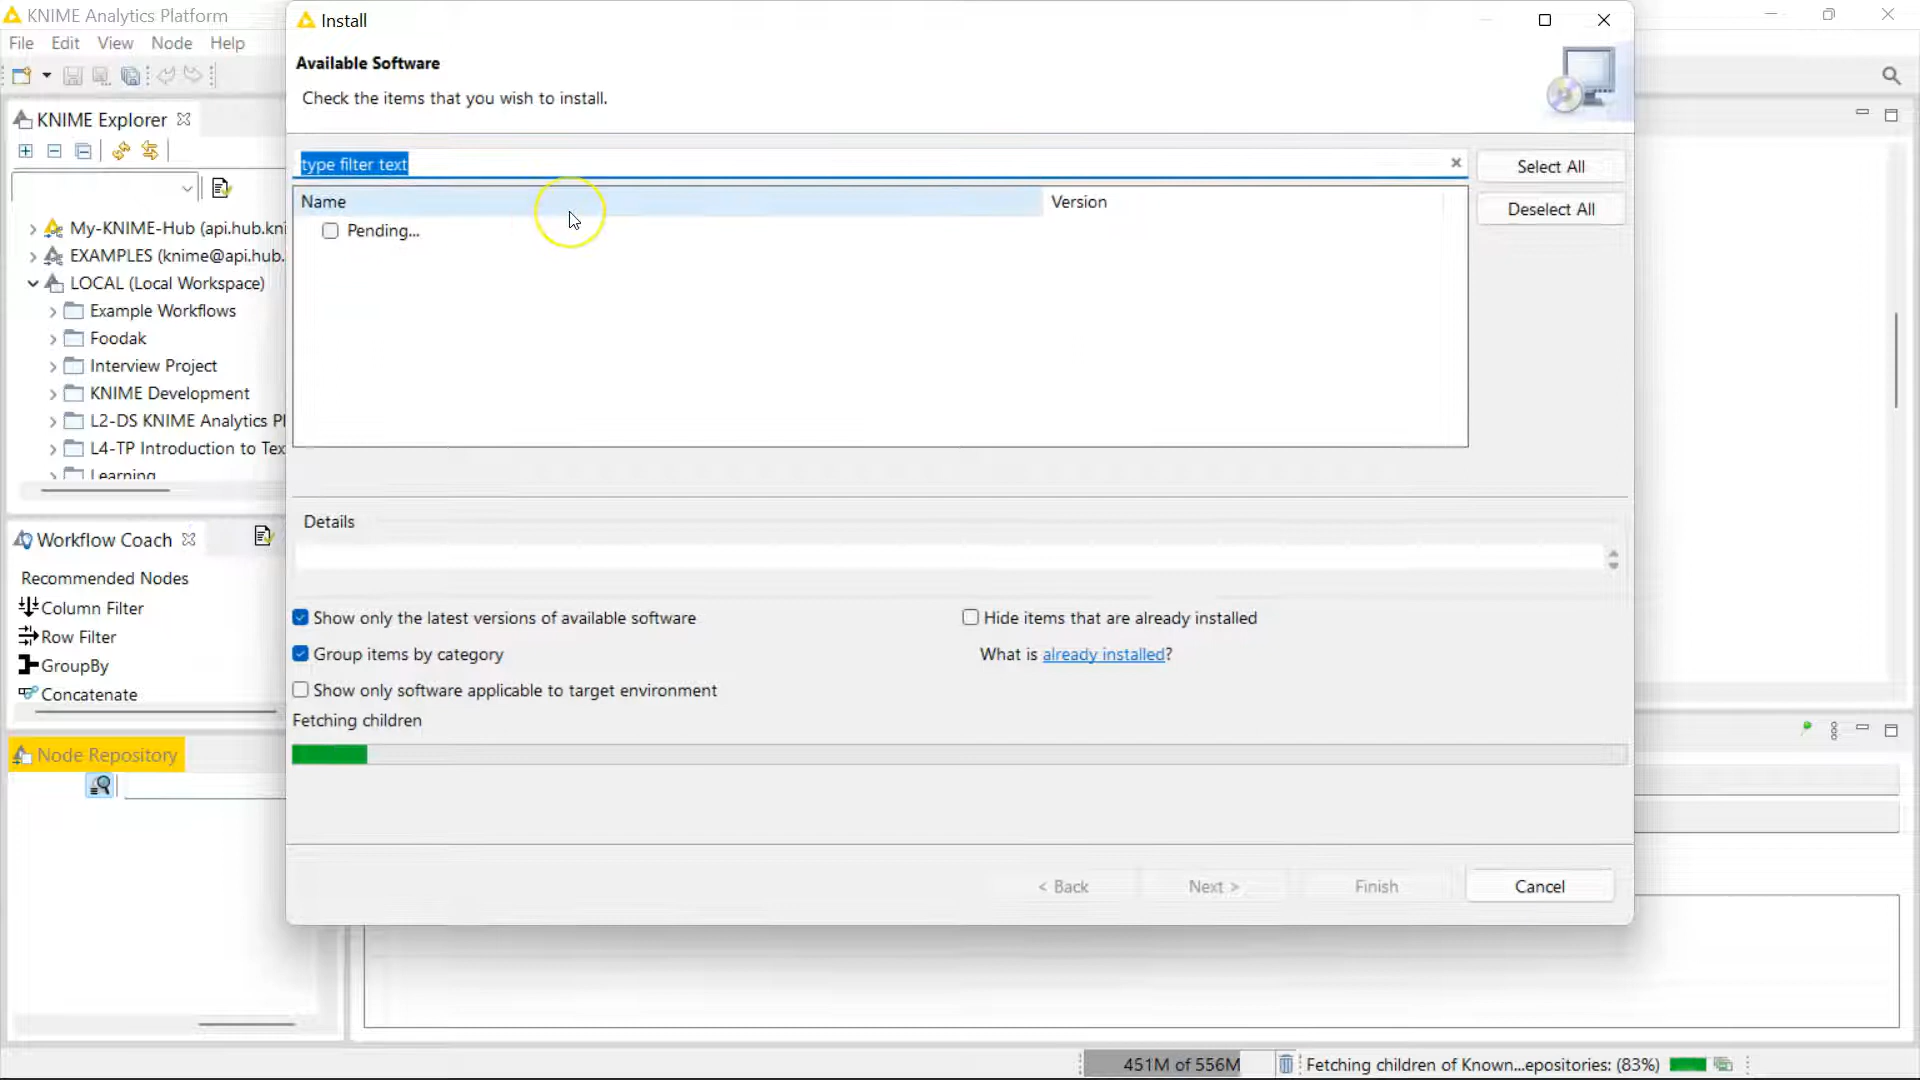 KNIME Analytics Platform
File Edit View Node Help
KNIME Explorer
My-KNIME-Hub (api.hub.kni
EXAMPLES (knime@api.hub.
LOCAL (Local Workspace)
Example Workflows
Foodak
Interview Project
KNIME Development
L2-DS KNIME Analytics Pl
L4-TP Introduction to Tex
Learning
Workflow Coach
Recommended Nodes
Column Filter
Row Filter
GroupBy
Concatenate
Node Repository
Install
Available Software
Check the items that you wish to install.
type filter text
Select All
Deselect All
Name Version
Pending...
Details
Show only the latest versions of available software
Hide items that are already installed
Group items by category
What is already installed?
Show only software applicable to target environment
Fetching children
< Back Next > Finish Cancel
451M of 556M
Fetching children of Known...epositories: (83%)